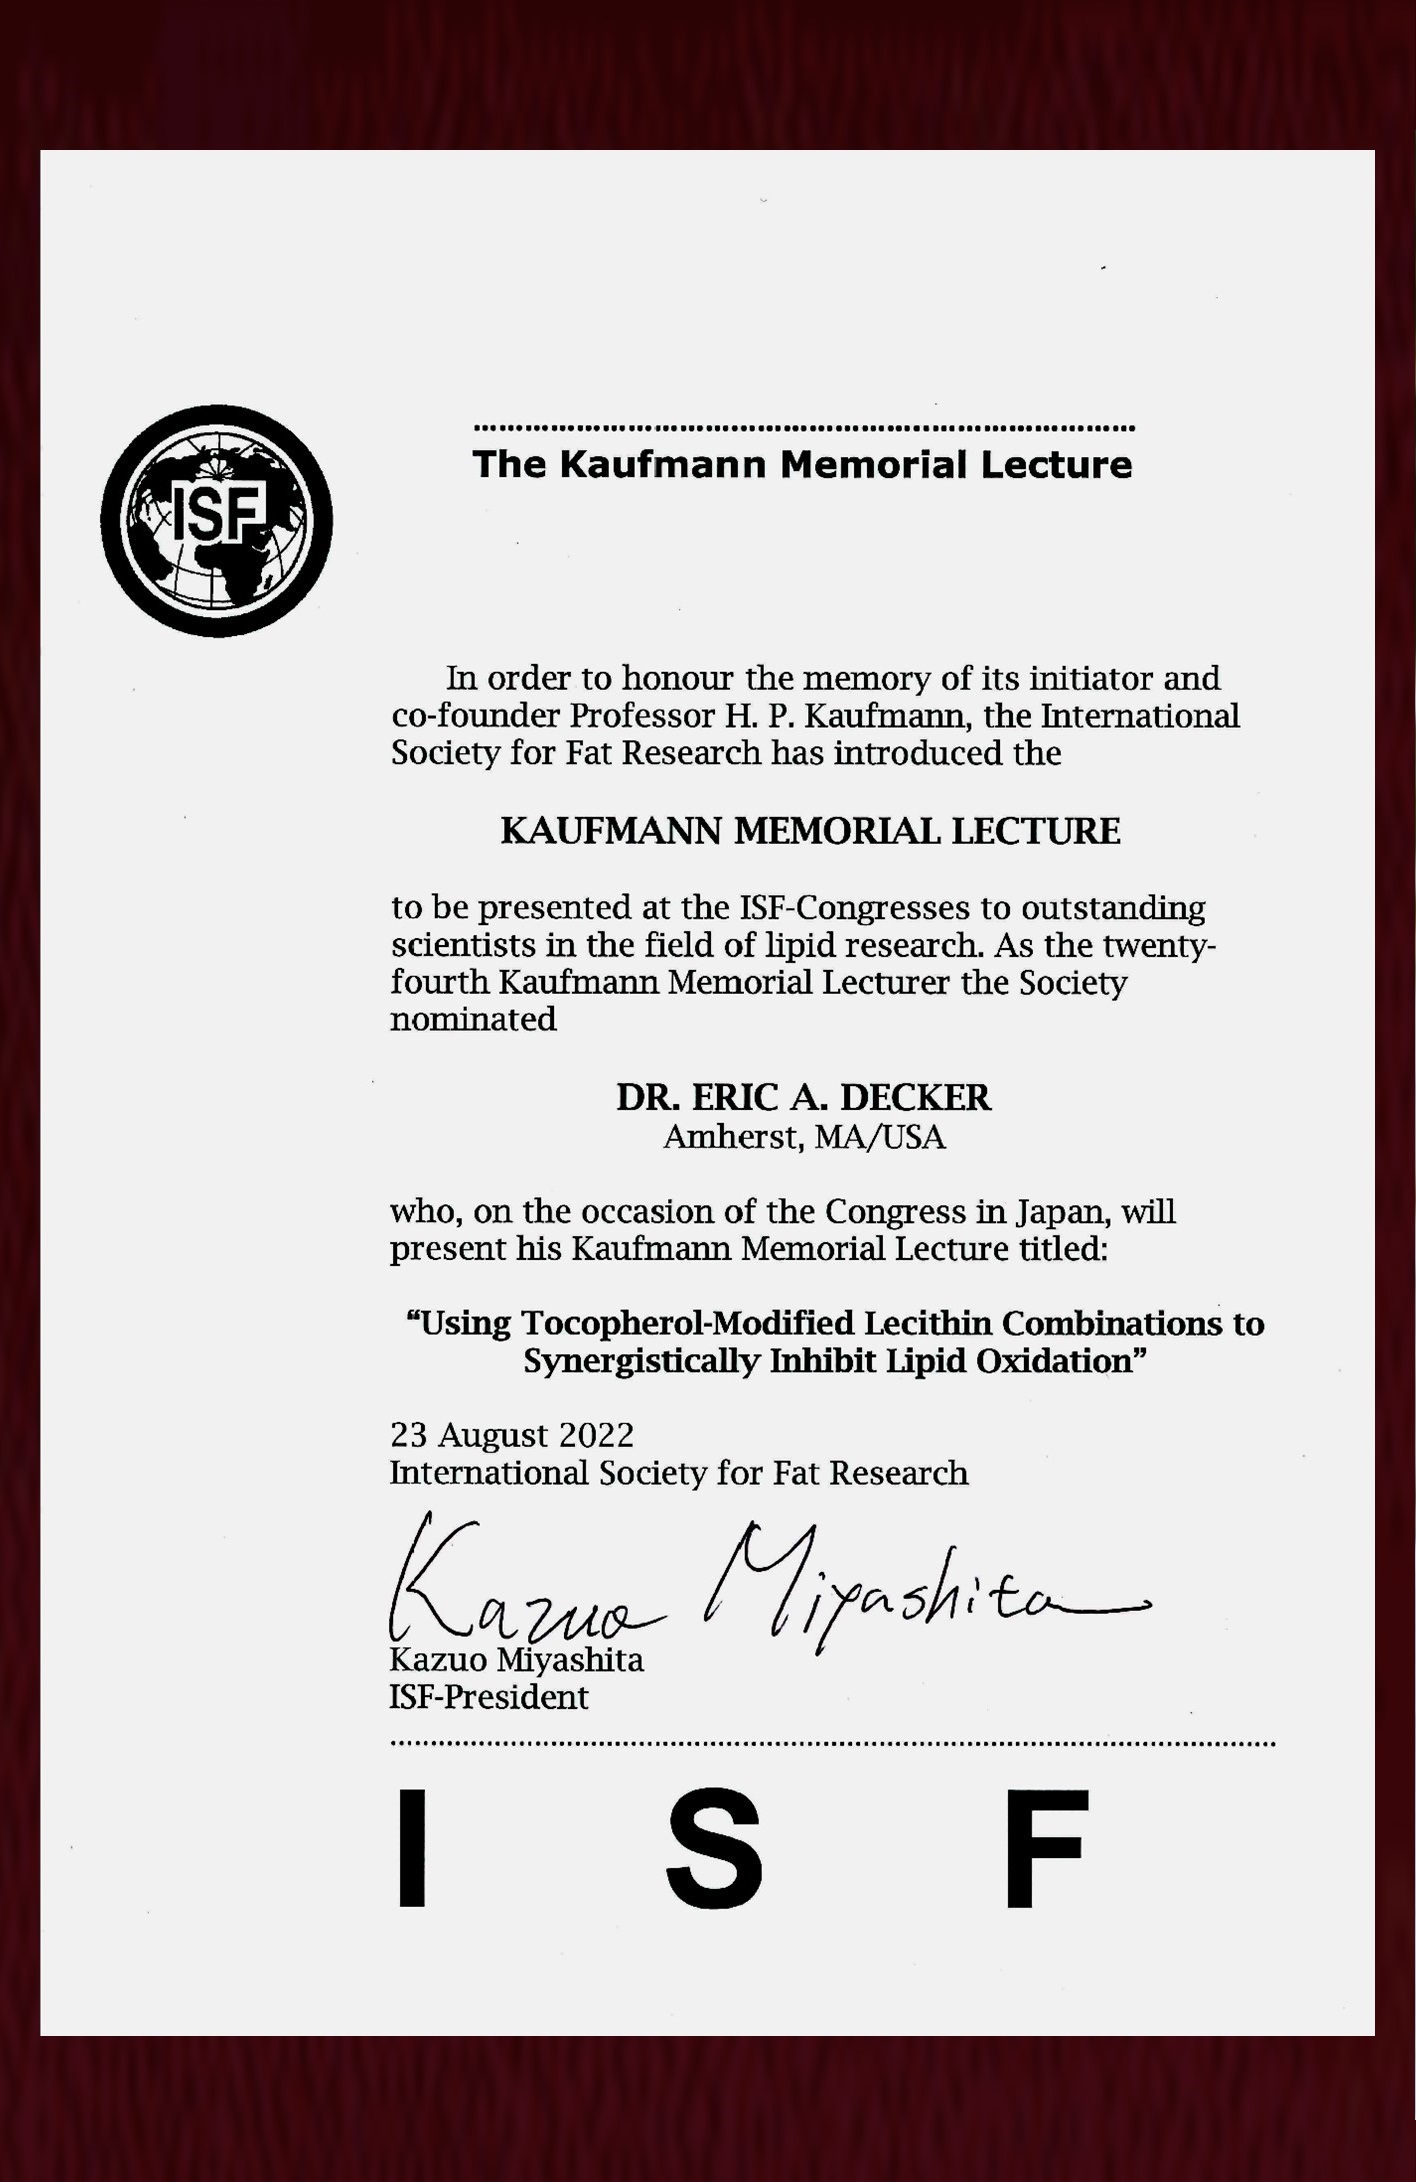 ISF
The Kaufmann Memorial Lecture
In order to honour the memory of its initiator and
co-founder Professor H. P. Kaufmann, the International
Society for Fat Research has introduced the
KAUFMANN MEMORIAL LECTURE
to be presented at the ISF-Congresses to outstanding
scientists in the field of lipid research. As the twenty-
fourth Kaufmann Memorial Lecturer the Society
nominated
DR. ERIC A. DECKER
Amherst, MA/USA
who, on the occasion of the Congress in Japan, will
present his Kaufmann Memorial Lecture titled:
“Using Tocopherol-Modified Lecithin Combinations to
Synergistically Inhibit Lipid Oxidation”
23 August 2022
International Society for Fat Research
Kazuo Miyashita
Kazuo Miyashita
ISF-President
I S F